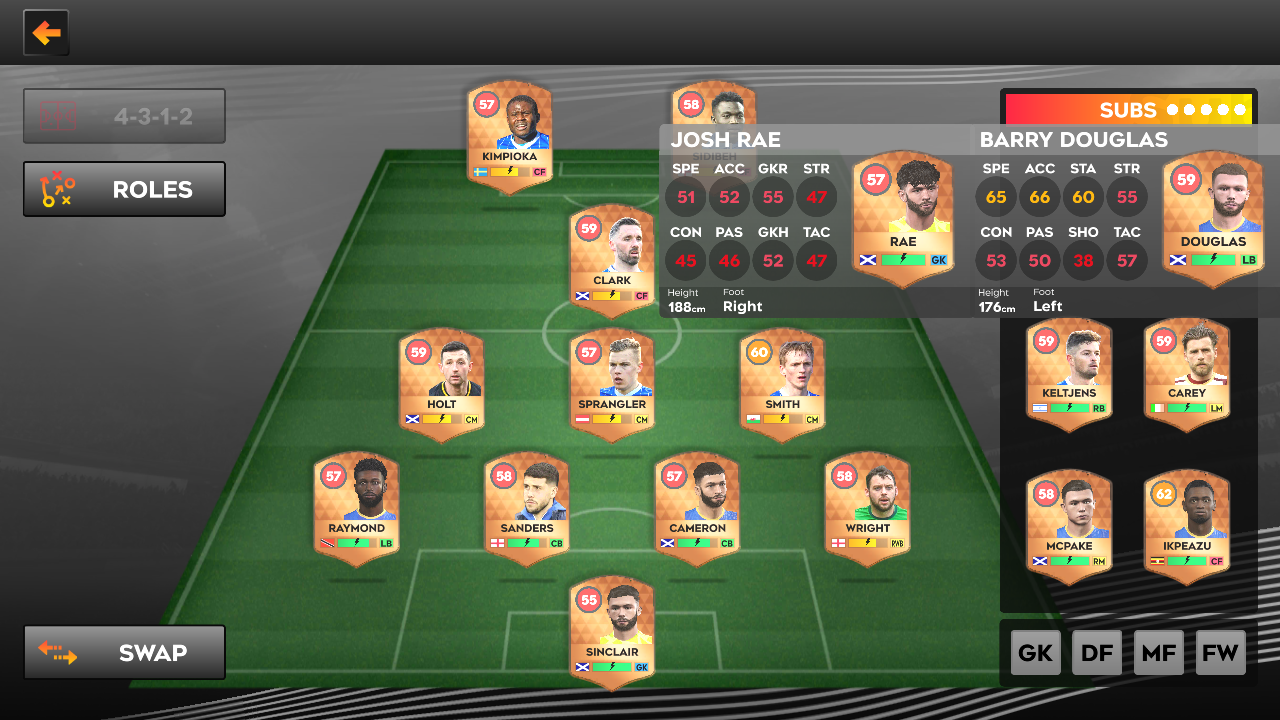 4-3-1-2
ROLES
SUBS
57
KIMPIOKA
CF
58
SIDIBEH
JOSH RAE
SPE ACC GKR STR
51 52 55 47
CON PAS GKH TAC
45 46 52 47
Height Foot
188cm Right
57
RAE
GK
BARRY DOUGLAS
SPE ACC STA STR
65 66 60 55
CON PAS SHO TAC
53 50 38 57
Height Foot
176cm Left
59
DOUGLAS
LB
59
CLARK
CF
59
HOLT
CM
57
SPRANGLER
CM
60
SMITH
CM
59
KELTJENS
RB
59
CAREY
LM
57
RAYMOND
LB
58
SANDERS
CB
57
CAMERON
CB
58
WRIGHT
RWB
58
MCPAKE
RM
62
IKPEAZU
CF
55
SINCLAIR
GK
SWAP
GK DF MF FW